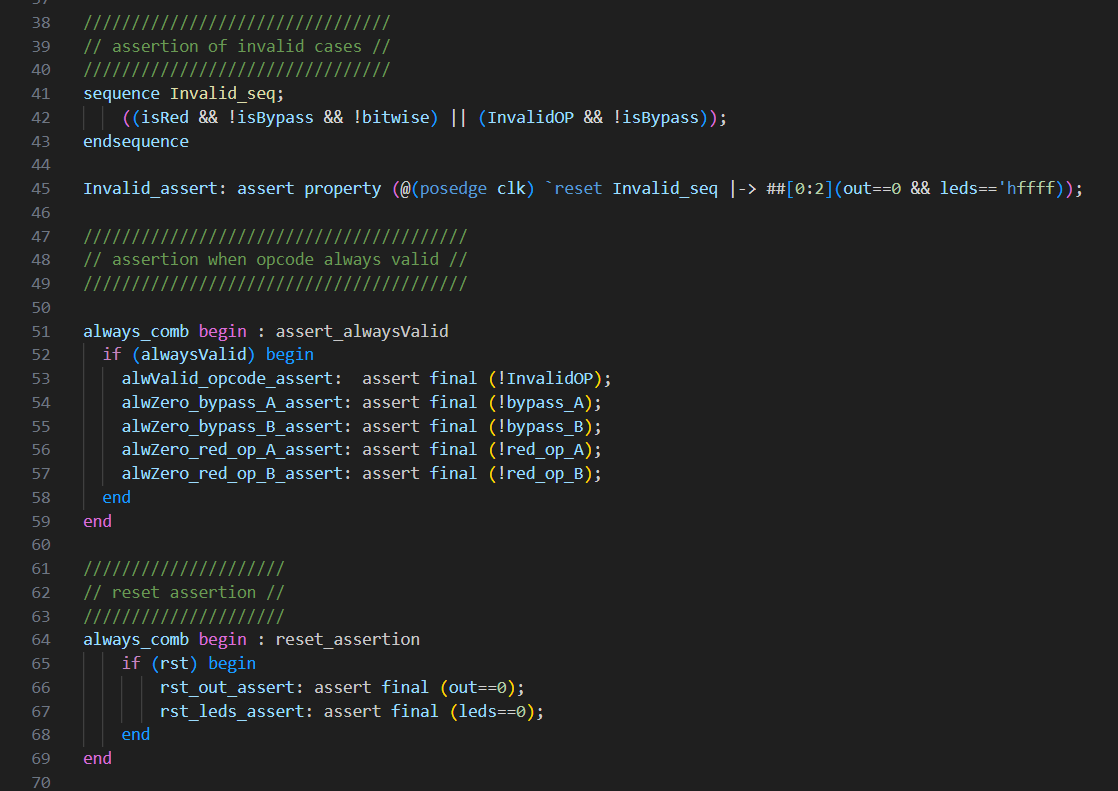 38 ////////////////////////////////
39 // assertion of invalid cases //
40 ////////////////////////////////
41 sequence Invalid_seq;
42 ((isRed && !isBypass && !bitwise) || (InvalidOP && !isBypass));
43 endsequence
44
45 Invalid_assert: assert property (@(posedge clk) `reset Invalid_seq |-> ##[0:2](out==0 && leds=='hffff));
46
47 ////////////////////////////////////////
48 // assertion when opcode always valid //
49 ////////////////////////////////////////
50
51 always_comb begin : assert_alwaysValid
52 if (alwaysValid) begin
53 alwValid_opcode_assert:  assert final (!InvalidOP);
54 alwZero_bypass_A_assert: assert final (!bypass_A);
55 alwZero_bypass_B_assert: assert final (!bypass_B);
56 alwZero_red_op_A_assert: assert final (!red_op_A);
57 alwZero_red_op_B_assert: assert final (!red_op_B);
58 end
59 end
60
61 /////////////////////
62 // reset assertion //
63 /////////////////////
64 always_comb begin : reset_assertion
65 if (rst) begin
66 rst_out_assert: assert final (out==0);
67 rst_leds_assert: assert final (leds==0);
68 end
69 end
70